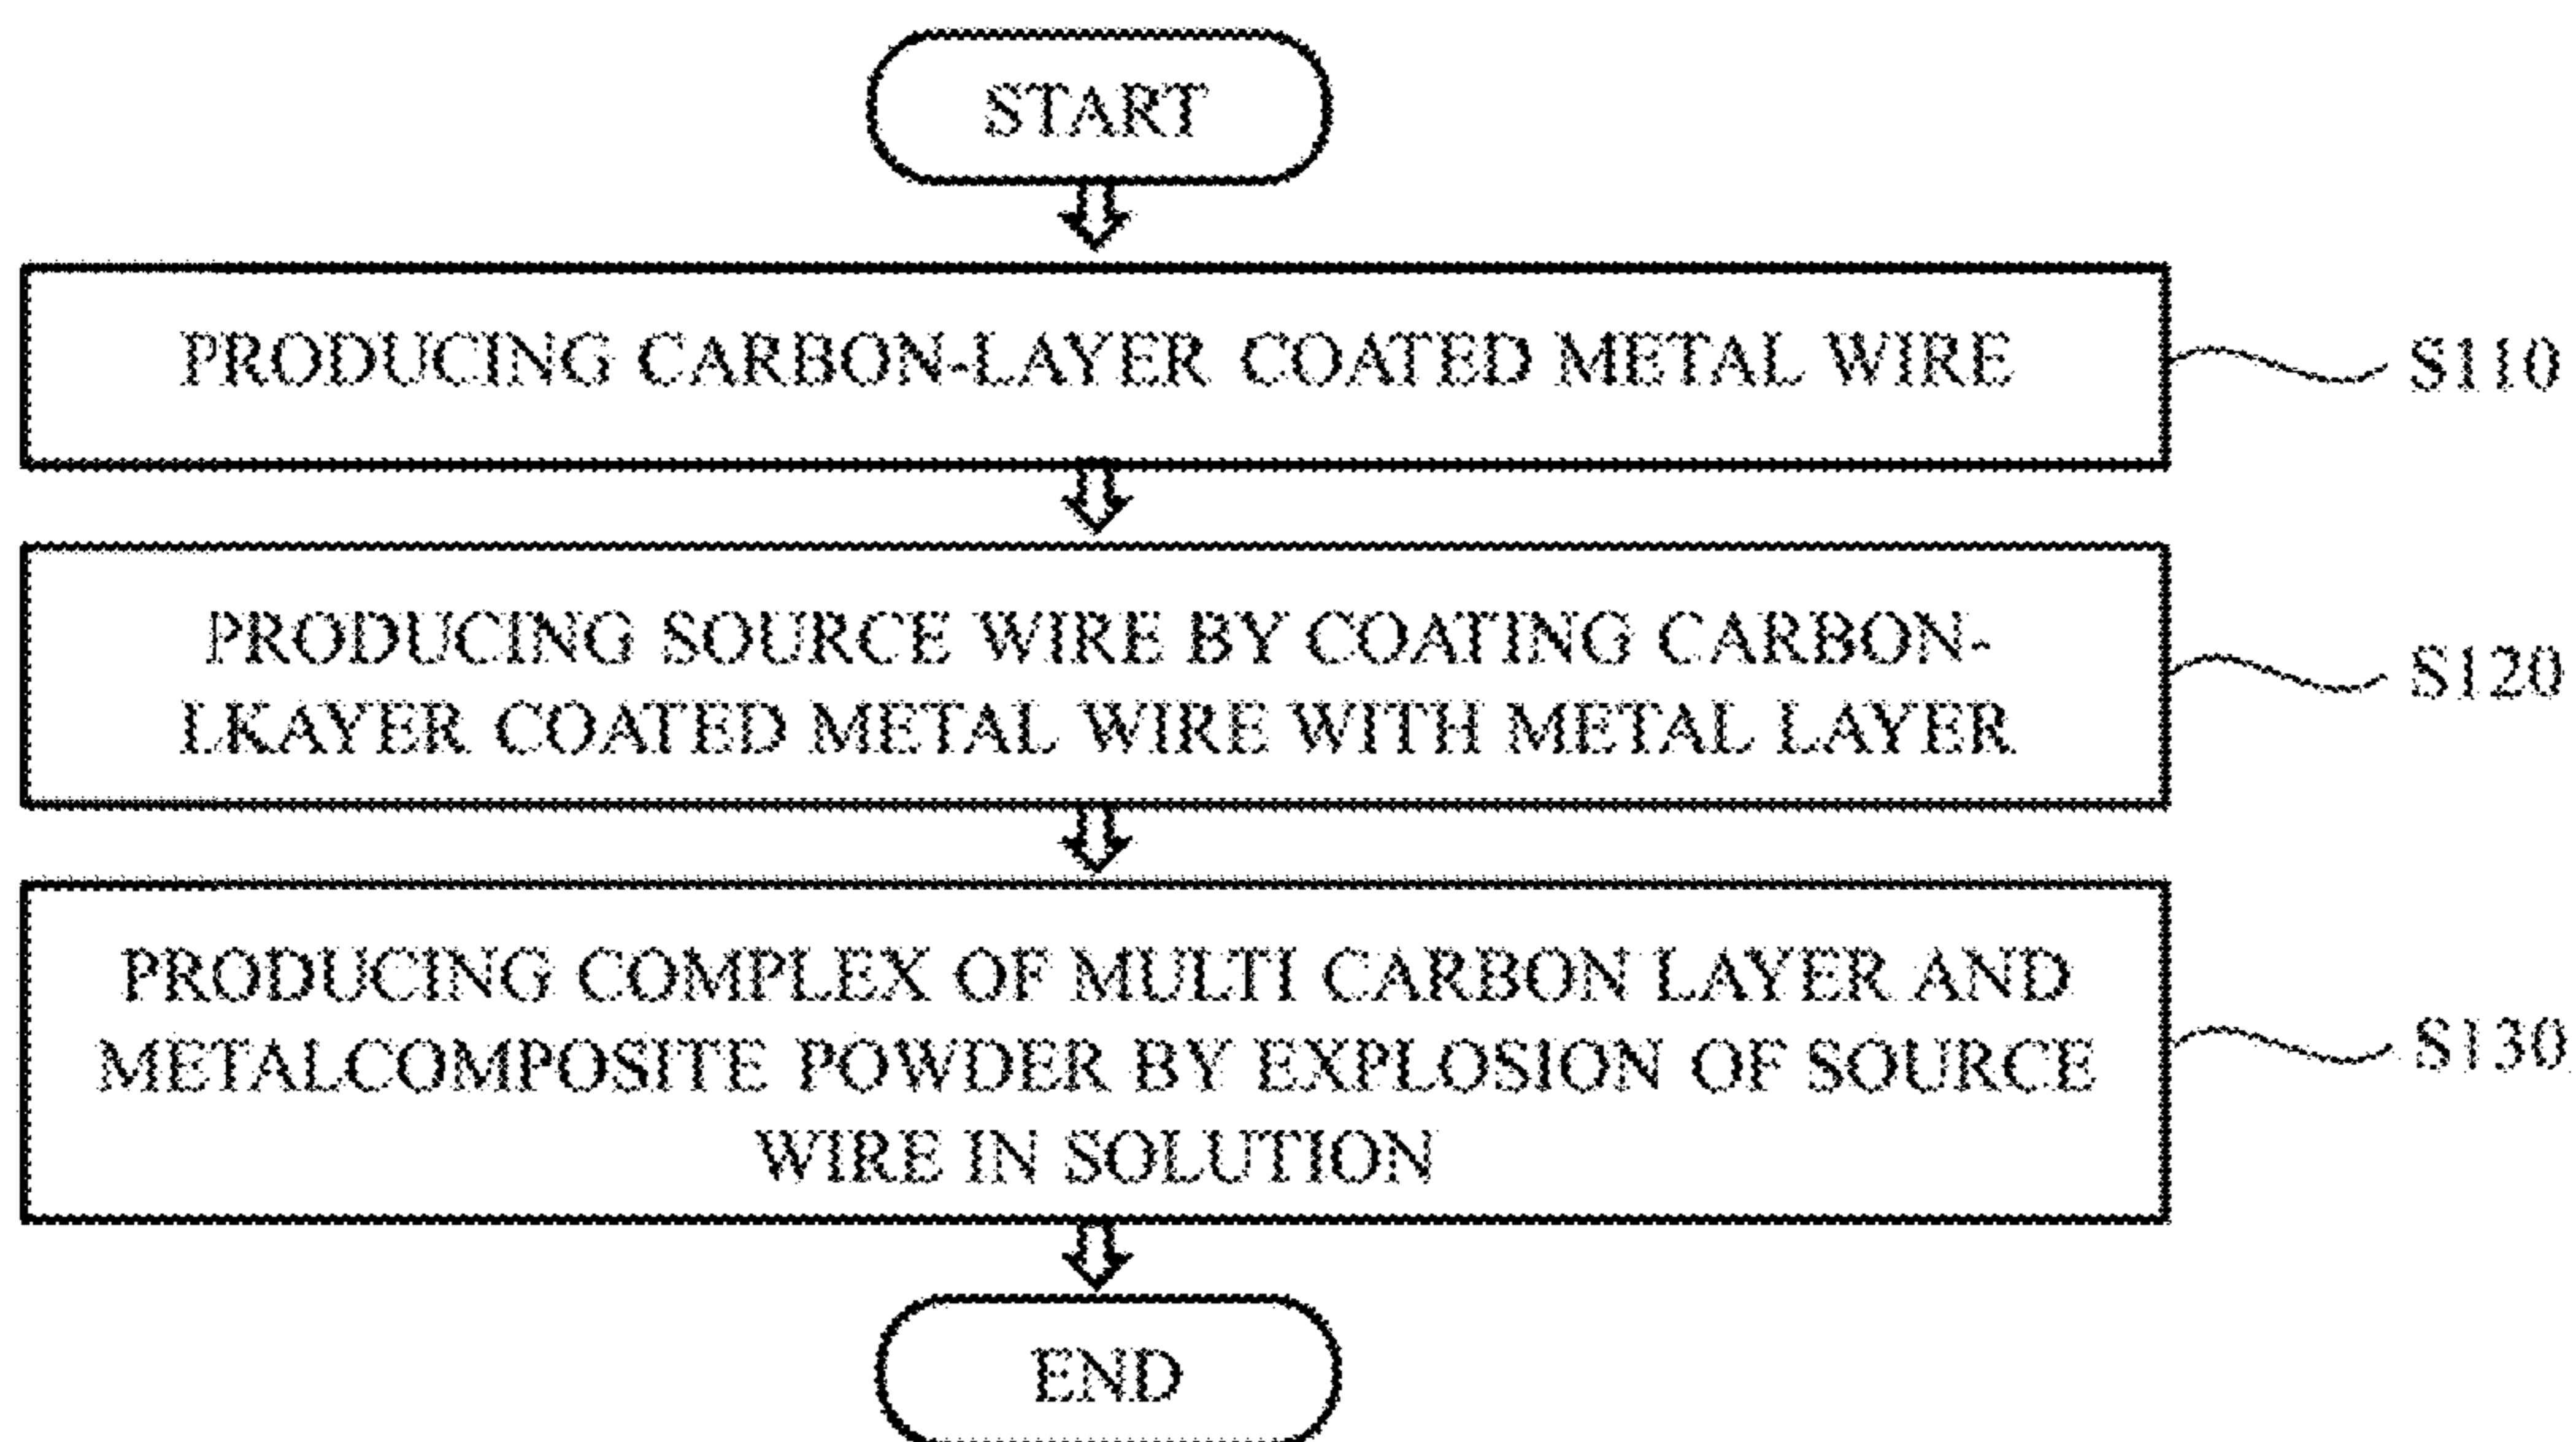 START
PRODUCING CARBON-LAYER COATED METAL WIRE
S110
PRODUCING SOURCE WIRE BY COATING CARBON-
LKAYER COATED METAL WIRE WITH METAL LAYER
S120
PRODUCING COMPLEX OF MULTI CARBON LAYER AND
METALCOMPOSITE POWDER BY EXPLOSION OF SOURCE
WIRE IN SOLUTION
S130
END